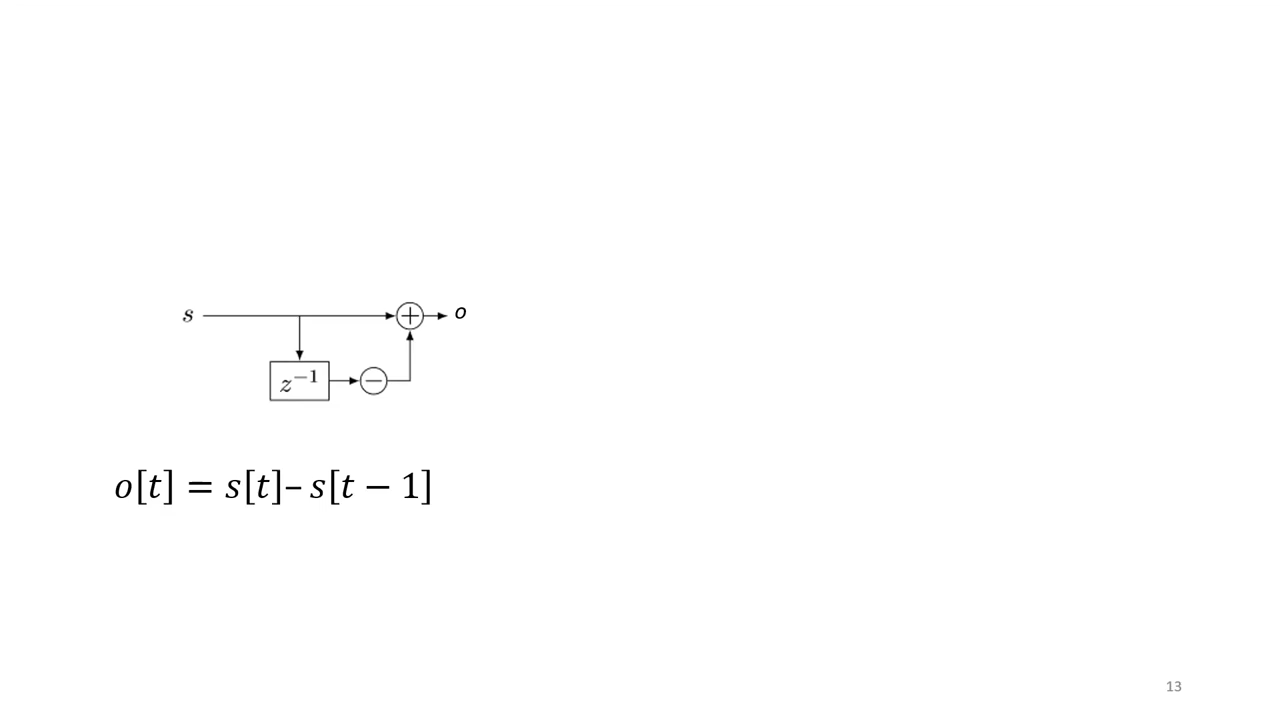 s
+
o
z⁻¹
−
o[t] = s[t]– s[t − 1]
13